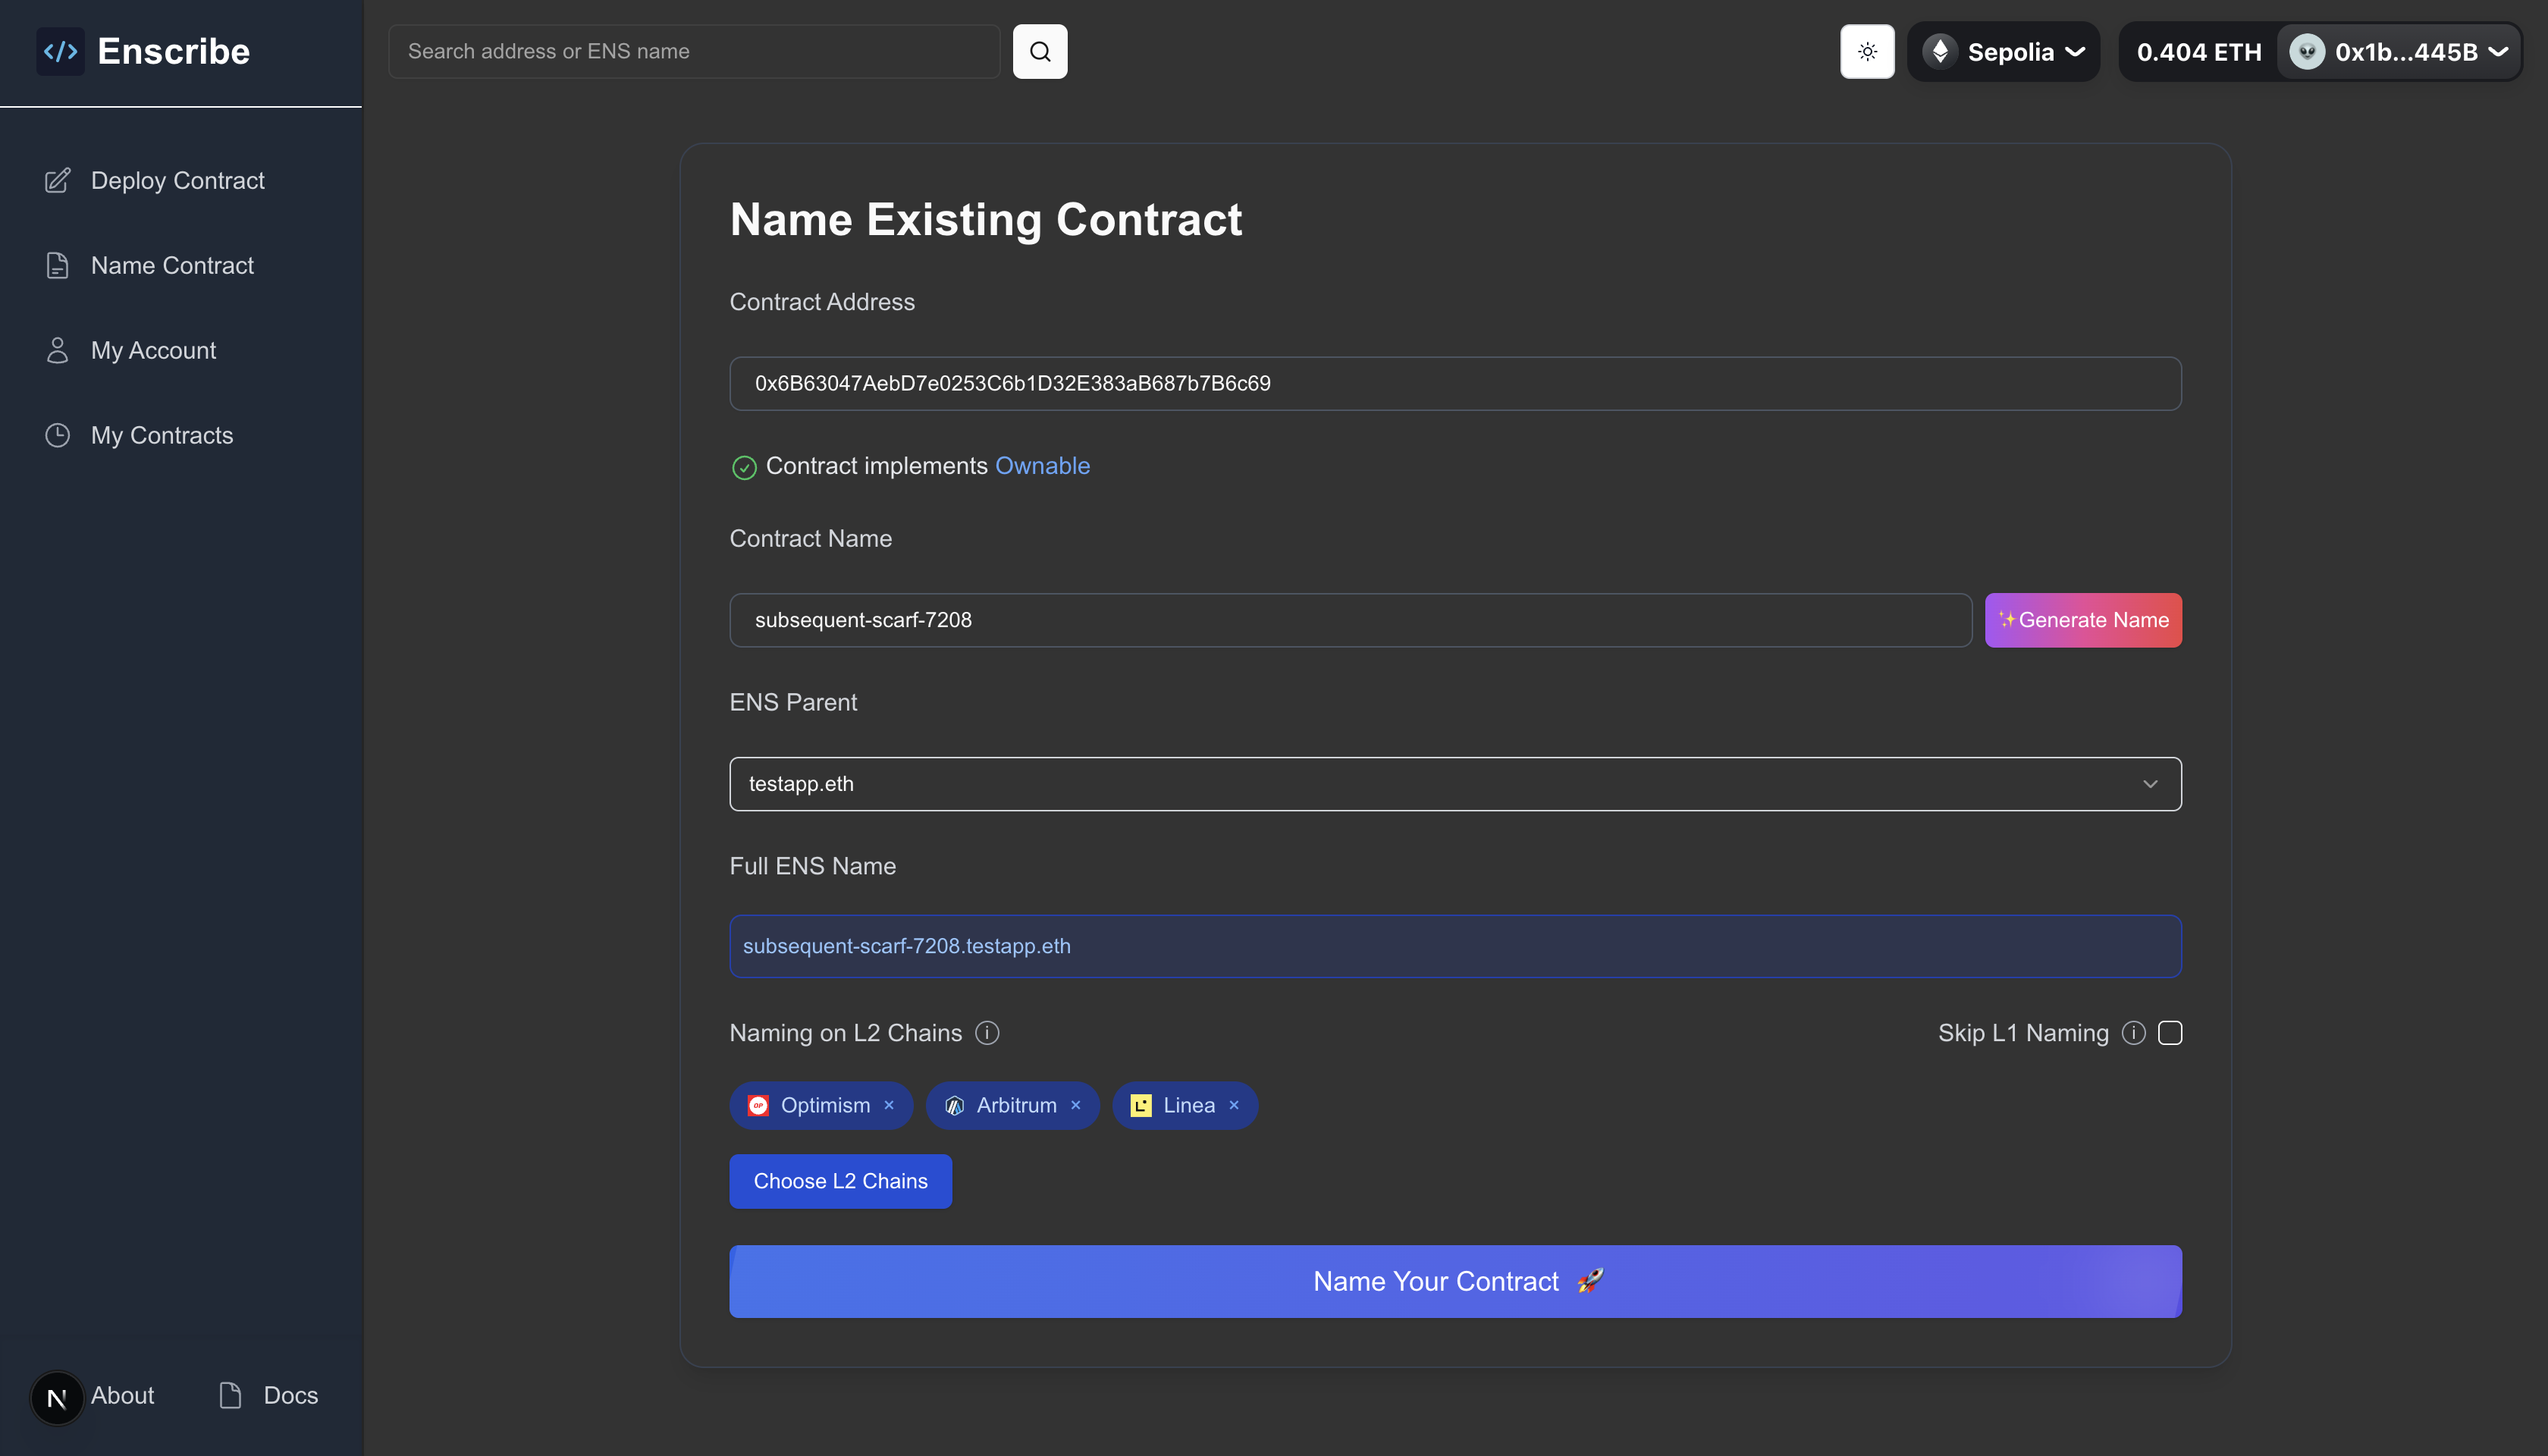 Enscribe
Search address or ENS name
Sepolia
0.404 ETH
0x1b...445B
Deploy Contract
Name Contract
My Account
My Contracts
Name Existing Contract
Contract Address
0x6B63047AebD7e0253C6b1D32E383aB687b7B6c69
Contract implements Ownable
Contract Name
subsequent-scarf-7208
✨Generate Name
ENS Parent
testapp.eth
Full ENS Name
subsequent-scarf-7208.testapp.eth
Naming on L2 Chains
Skip L1 Naming
OP Optimism ×
Arbitrum ×
L Linea ×
Choose L2 Chains
Name Your Contract 🚀
N About
Docs